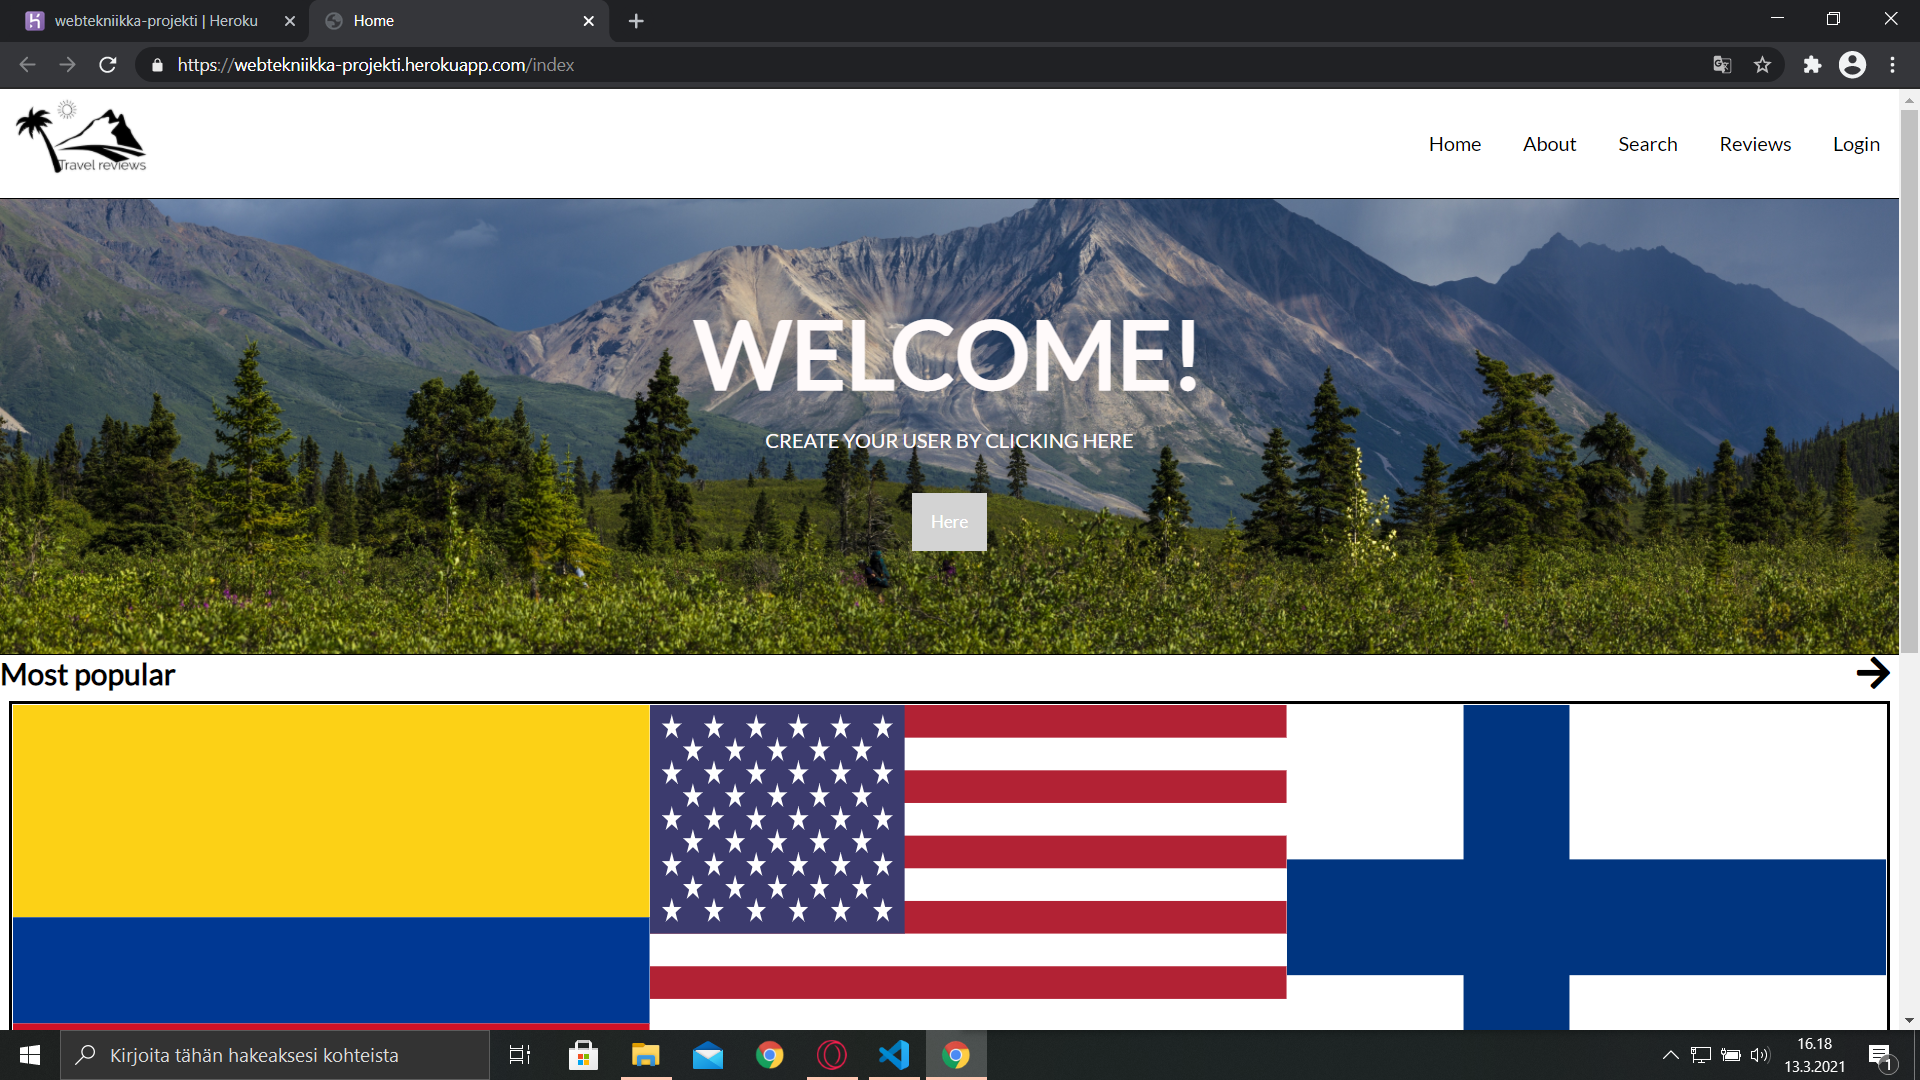 webtekniikka-projekti | Heroku
Home
https://webtekniikka-projekti.herokuapp.com/index
Travel reviews
Home About Search Reviews Login
WELCOME!
CREATE YOUR USER BY CLICKING HERE
Here
Most popular
Kirjoita tähän hakeaksesi kohteista
16.18
13.3.2021
1